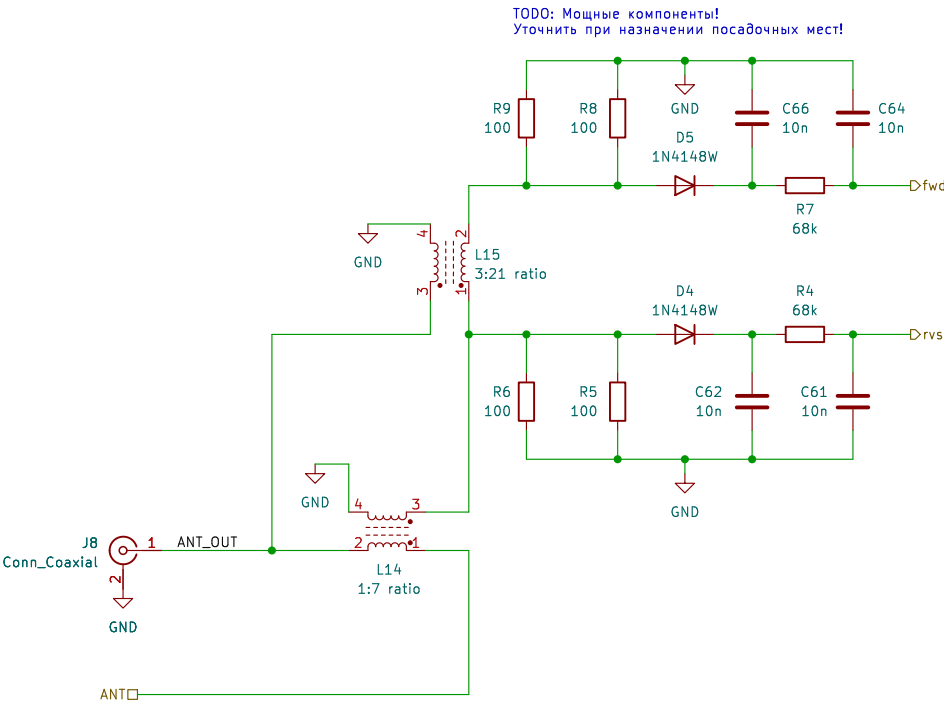 TODO: Мощные компоненты!
Уточнить при назначении посадочных мест!
R9
100
R8
100
GND
C66
10n
C64
10n
D5
1N4148W
fwd
R7
68k
4
2
GND
L15
3:21 ratio
3
1
D4
1N4148W
R4
68k
rvs
R6
100
R5
100
C62
10n
C61
10n
GND
4
3
GND
J8
Conn_Coaxial
1
ANT_OUT
2
1
2
L14
1:7 ratio
GND
ANT